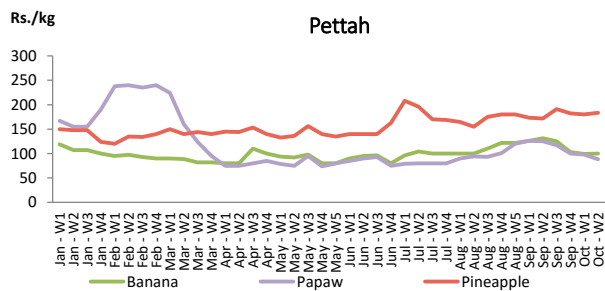 Rs./kg
Pettah
300
250
200
150
100
50
0
Jan - W1
Jan - W2
Jan - W3
Jan - W4
Feb - W1
Feb - W2
Feb - W3
Feb - W4
Mar - W1
Mar - W2
Mar - W3
Mar - W4
Apr - W1
Apr - W2
Apr - W3
Apr - W4
May - W1
May - W2
May - W3
May - W4
May - W5
Jun - W1
Jun - W2
Jun - W3
Jun - W4
Jul - W1
Jul - W2
Jul - W3
Jul - W4
Aug - W1
Aug - W2
Aug - W3
Aug - W4
Aug - W5
Sep - W1
Sep - W2
Sep - W3
Sep - W4
Oct - W1
Oct - W2
Banana
Papaw
Pineapple